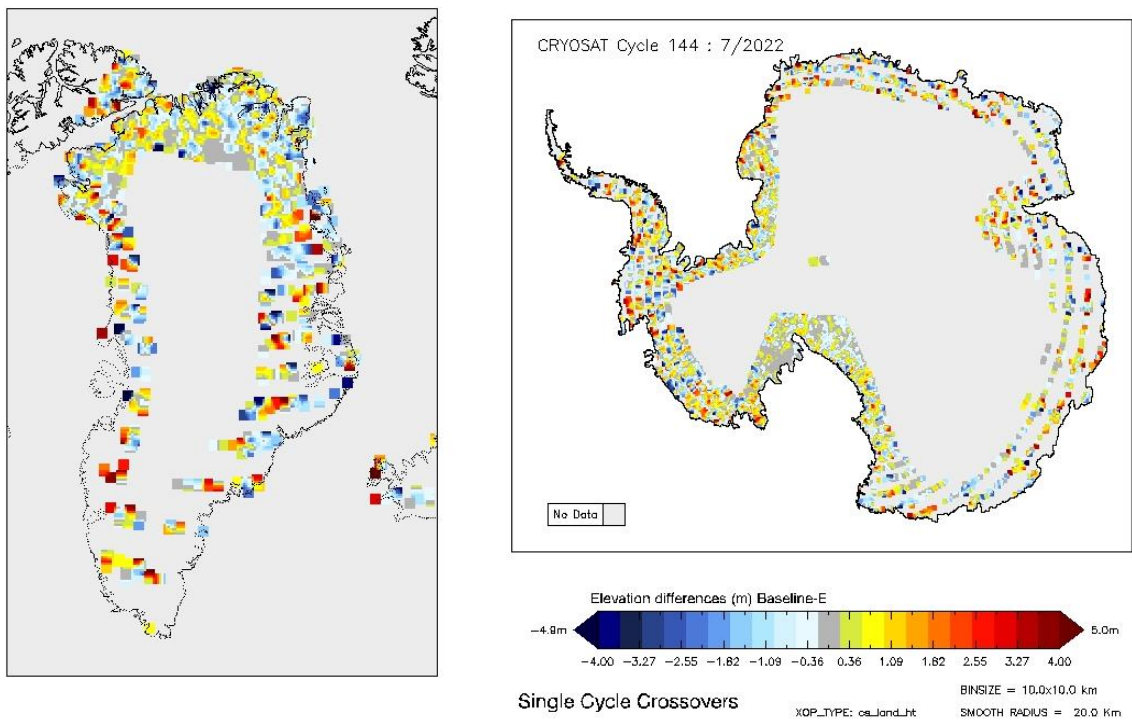 CRYOSAT Cycle 144 : 7/2022
No Data
Elevation differences (m) Baseline-E
-4.9m
5.0m
-4.00 -3.27 -2.55 -1.82 -1.09 -0.36 0.36 1.09 1.82 2.55 3.27 4.00
Single Cycle Crossovers
XOP_TYPE: cs_land_ht
BINSIZE = 10.0x10.0 km
SMOOTH RADIUS = 20.0 Km